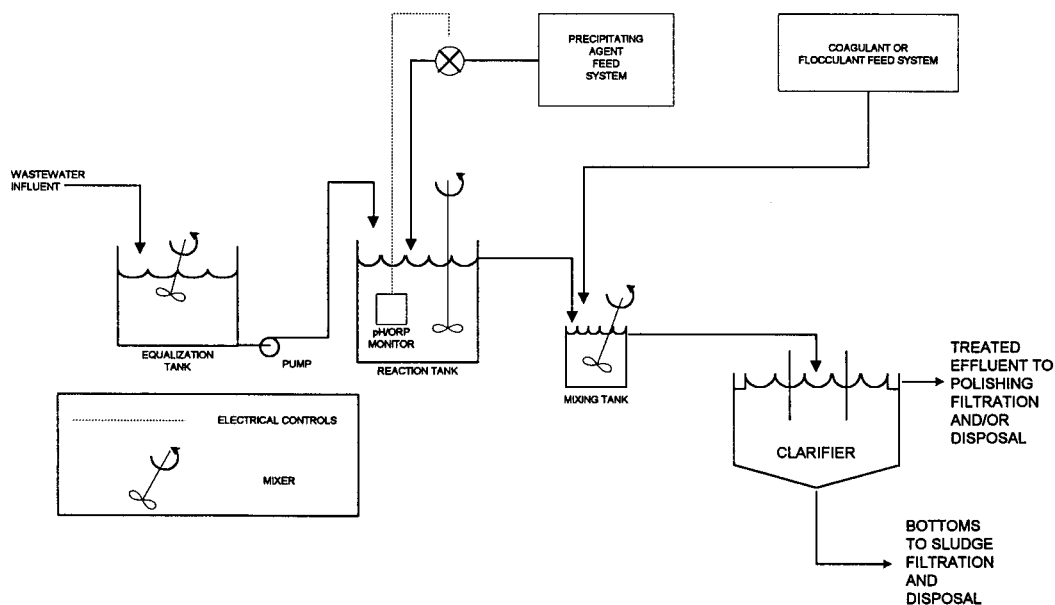 PRECIPITATING
AGENT
FEED
SYSTEM
COAGULANT OR
FLOCCULANT FEED SYSTEM
WASTEWATER
INFLUENT
pH/ORP
MONITOR
EQUALIZATION
TANK
PUMP
REACTION TANK
MIXING TANK
TREATED
EFFLUENT TO
POLISHING
FILTRATION
AND/OR
DISPOSAL
CLARIFIER
ELECTRICAL CONTROLS
MIXER
BOTTOMS
TO SLUDGE
FILTRATION
AND
DISPOSAL